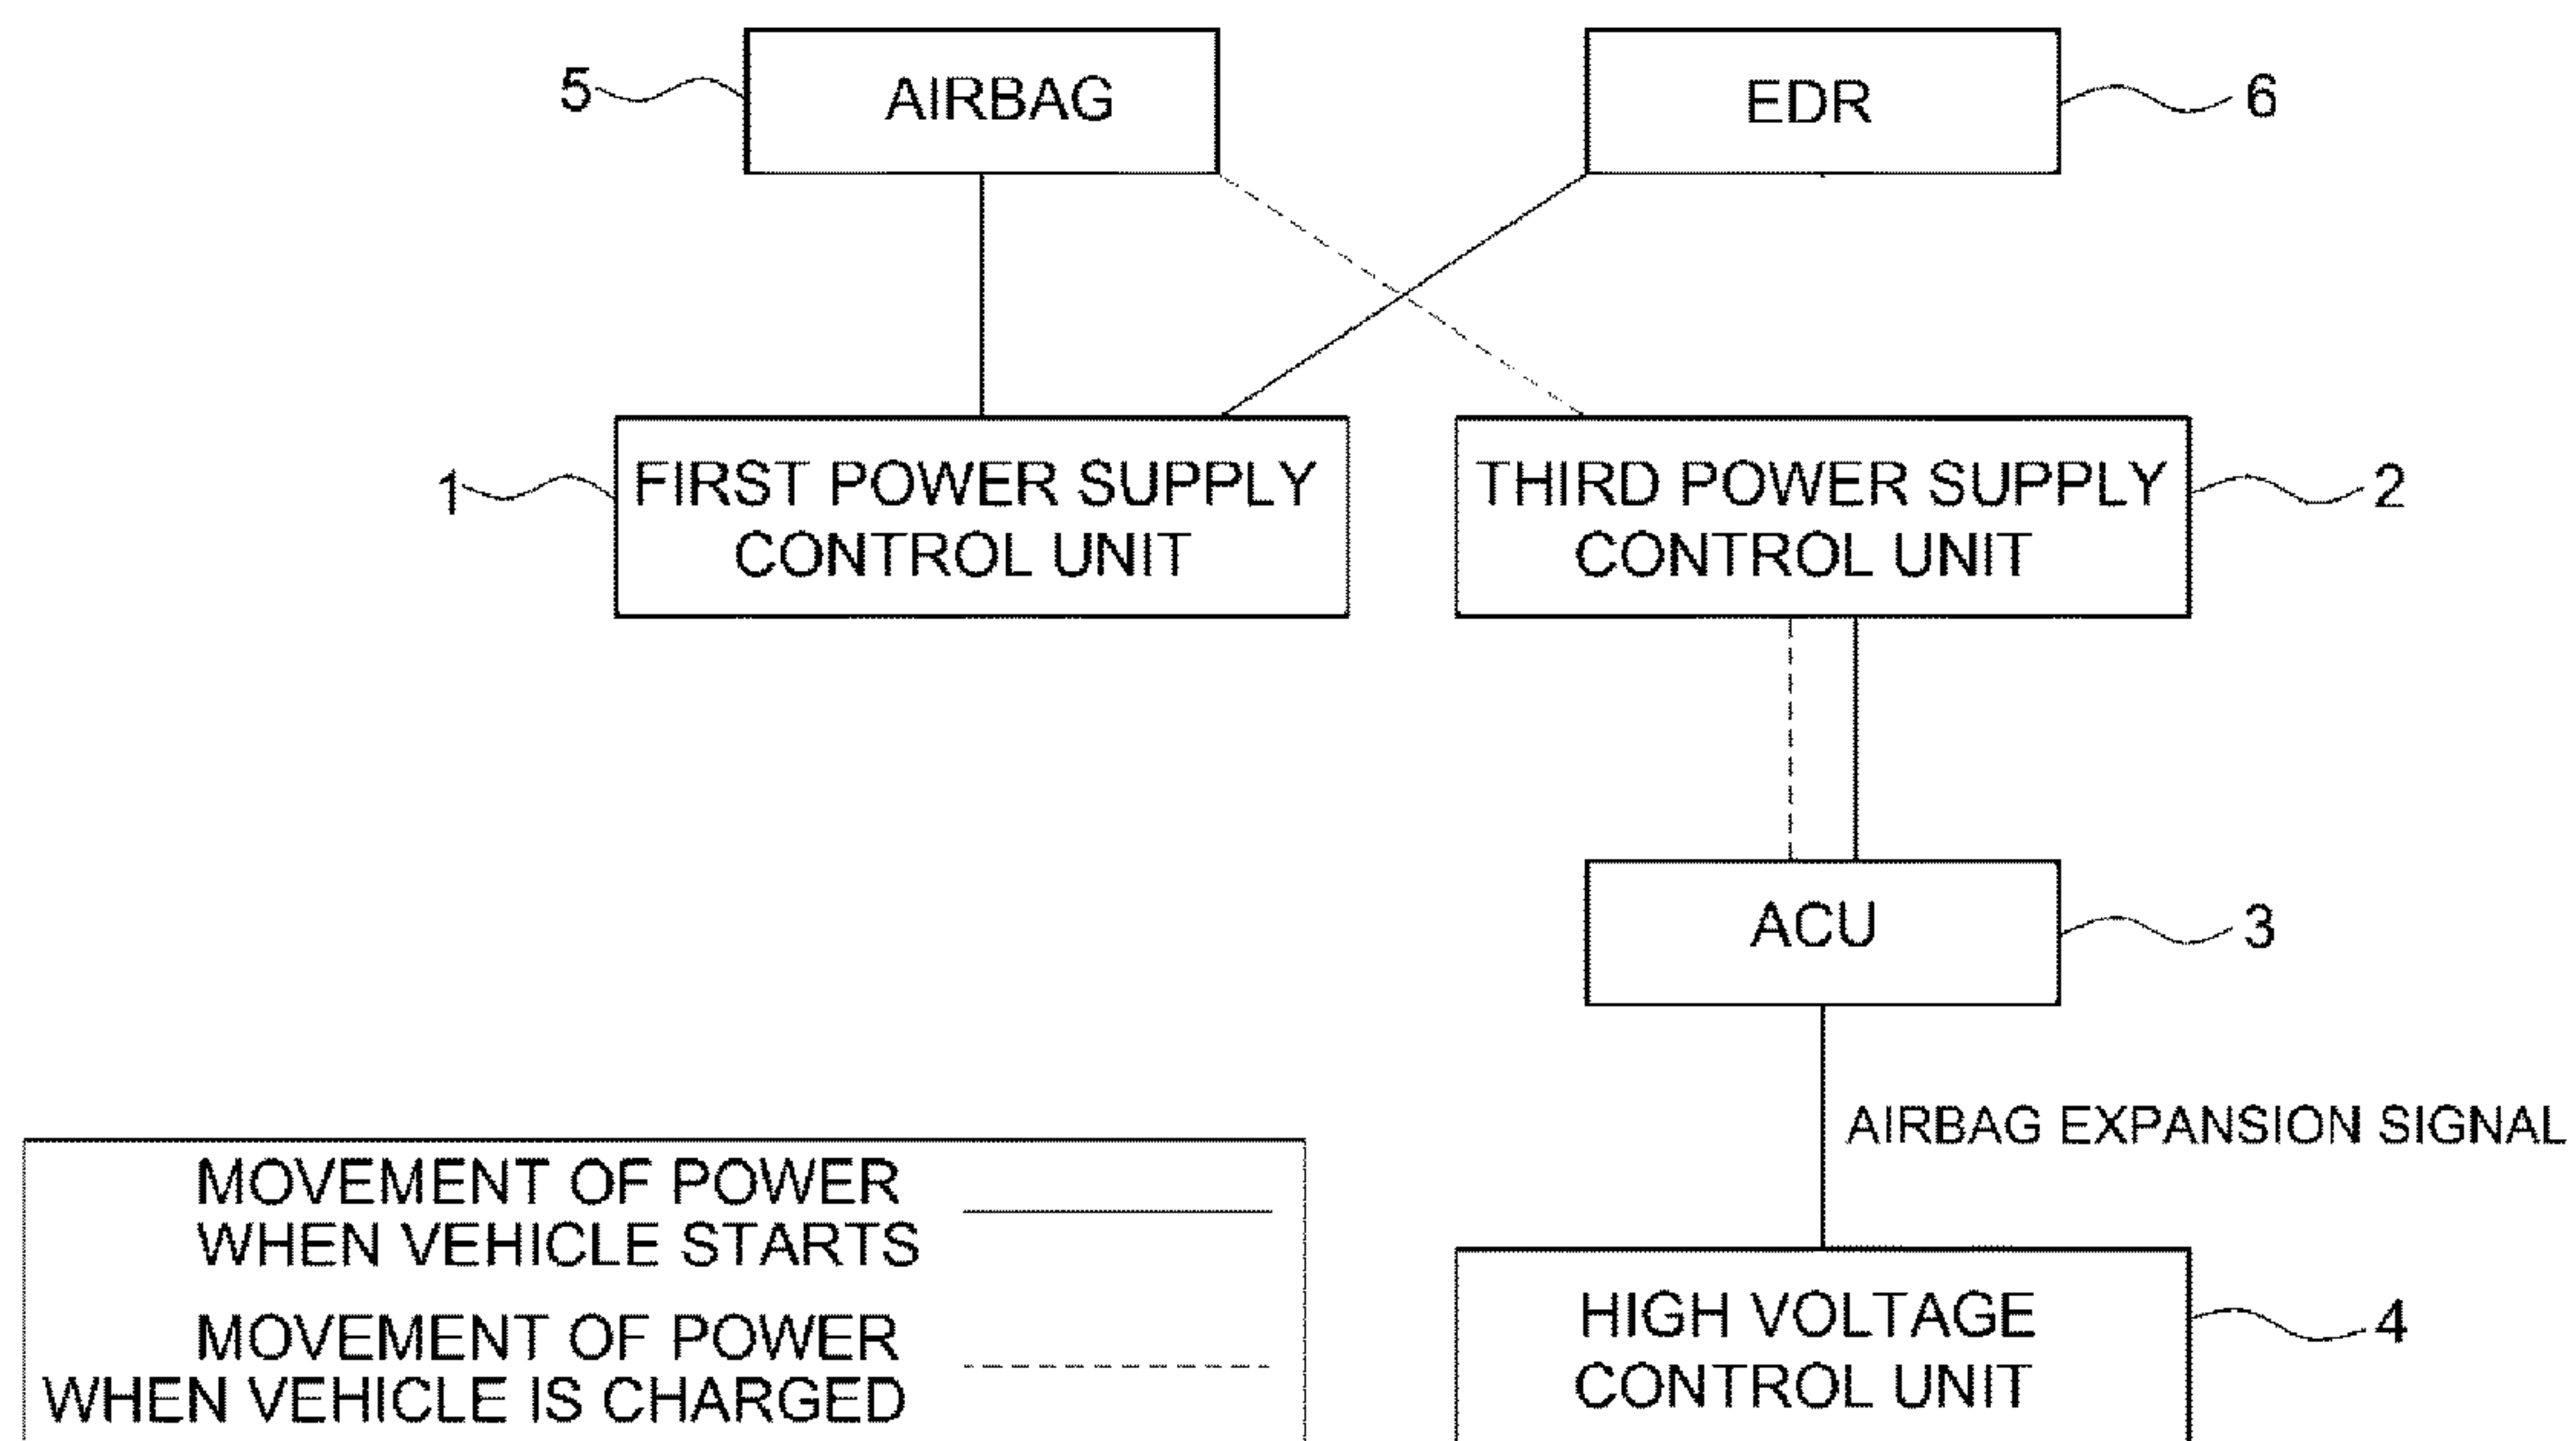 5
AIRBAG
EDR
6
1
FIRST POWER SUPPLY
CONTROL UNIT
THIRD POWER SUPPLY
CONTROL UNIT
2
ACU
3
AIRBAG EXPANSION SIGNAL
MOVEMENT OF POWER
WHEN VEHICLE STARTS
MOVEMENT OF POWER
WHEN VEHICLE IS CHARGED
HIGH VOLTAGE
CONTROL UNIT
4